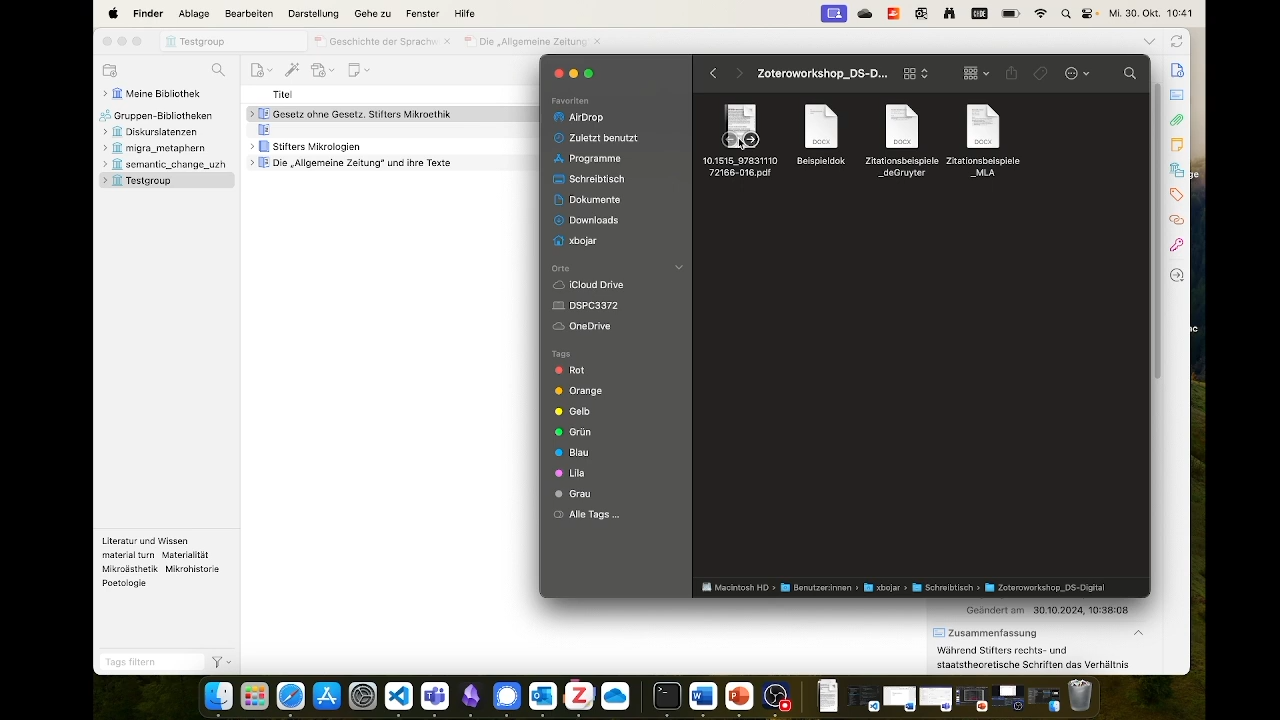 Finder Ablage Bearbeiten Darstellung Gehe zu Fenster Hilfe Mi. 30. Okt. 10:41
Testgroup Geschichte der Sprachw Die „Allgemeine Zeitung
Zoteroworkshop_DS-D...
Titel
Meine Bibliothek
Gruppen-Bibliotheken
Diskurslatenzen
migra_metaphern
semantic_change_uzh
Testgroup
Gesetz ohne Gesetz. Stifters Mikroethik
Stifters Mikrologien
Die „Allgemeine Zeitung“ und ihre Texte
Favoriten
AirDrop
Zuletzt benutzt
Programme
Schreibtisch
Dokumente
Downloads
xbojar
Orte
iCloud Drive
DSPC3372
OneDrive
Tags
Rot
Orange
Gelb
Grün
Blau
Lila
Grau
Alle Tags ...
DOCX DOCX DOCX
10.1515_97831110 Beispieldok Zitationsbeispiele Zitationsbeispiele
72166-016.pdf _deGruyter _MLA
Macintosh HD › Benutzer:innen › xbojar › Schreibtisch › Zoteroworkshop_DS-Digital
Literatur und Wissen
material turn Materialität
Mikroästhetik Mikrohistorie
Poetologie
Tags filtern
Geändert am 30.10.2024, 10:38:08
Zusammenfassung
Während Stifters rechts- und
staatstheoretische Schriften das Verhältnis